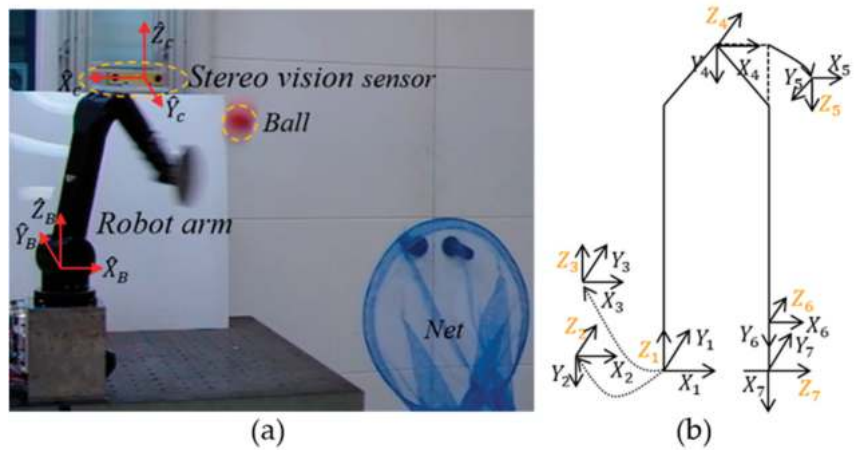 Ẑ_C
X̂_C
Stereo vision sensor
Ŷ_C
Ball
Robot arm
Ẑ_B
Ŷ_B
X̂_B
Net
(a)
Z₄
Y₄
X₄
X₅
Y₅
Z₅
Z₃
Y₃
X₃
Z₂
Y₂
X₂
Z₁
Y₁
X₁
Z₆
X₆
Y₆
Y₇
X₇
Z₇
(b)